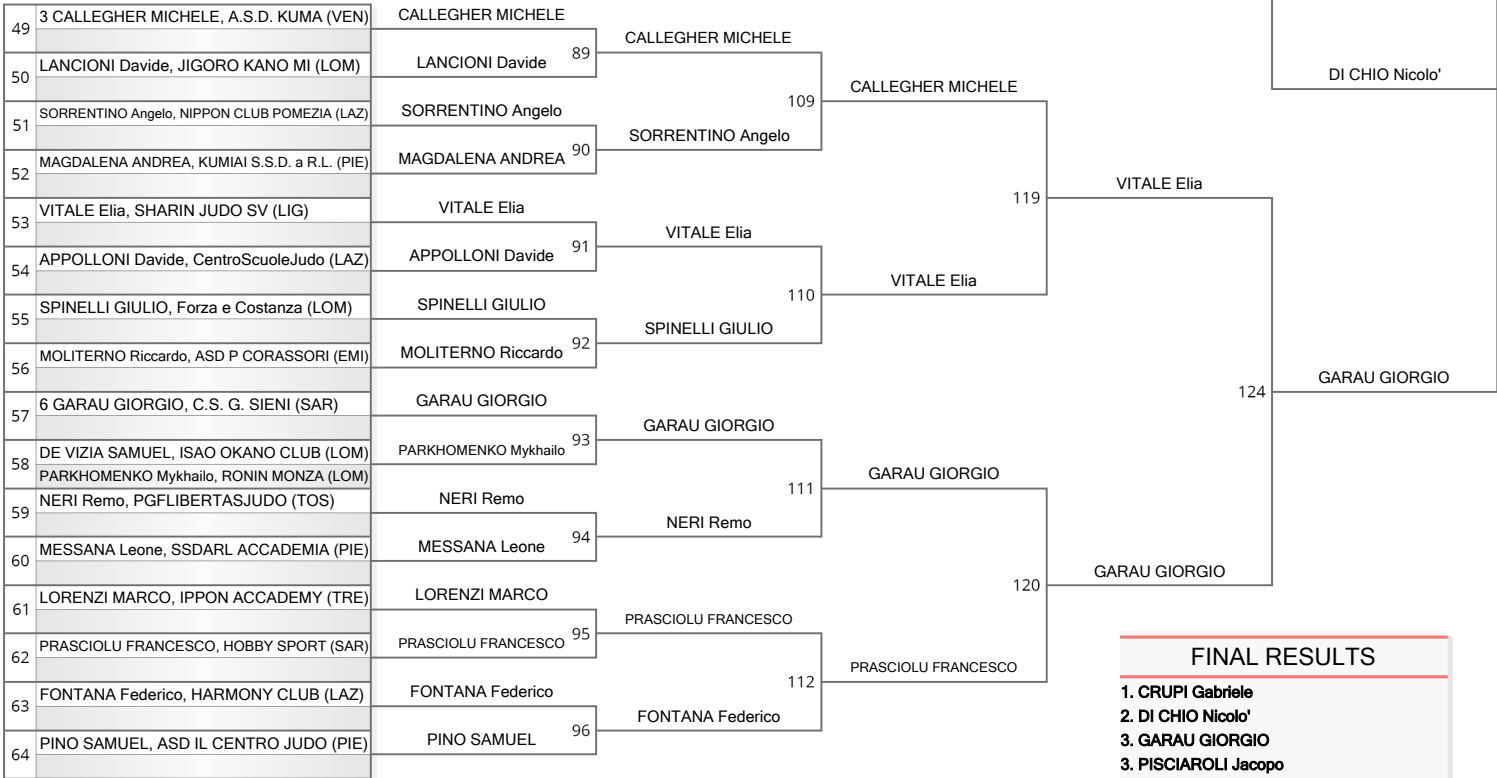 49
3 CALLEGHER MICHELE, A.S.D. KUMA (VEN)
50
LANCIONI Davide, JIGORO KANO MI (LOM)
51
SORRENTINO Angelo, NIPPON CLUB POMEZIA (LAZ)
52
MAGDALENA ANDREA, KUMIAI S.S.D. a R.L. (PIE)
53
VITALE Elia, SHARIN JUDO SV (LIG)
54
APPOLLONI Davide, CentroScuoleJudo (LAZ)
55
SPINELLI GIULIO, Forza e Costanza (LOM)
56
MOLITERNO Riccardo, ASD P CORASSORI (EMI)
57
6 GARAU GIORGIO, C.S. G. SIENI (SAR)
58
DE VIZIA SAMUEL, ISAO OKANO CLUB (LOM)
PARKHOMENKO Mykhailo, RONIN MONZA (LOM)
59
NERI Remo, PGFLIBERTASJUDO (TOS)
60
MESSANA Leone, SSDARL ACCADEMIA (PIE)
61
LORENZI MARCO, IPPON ACCADEMY (TRE)
62
PRASCIOLU FRANCESCO, HOBBY SPORT (SAR)
63
FONTANA Federico, HARMONY CLUB (LAZ)
64
PINO SAMUEL, ASD IL CENTRO JUDO (PIE)
CALLEGHER MICHELE
89
LANCIONI Davide
SORRENTINO Angelo
90
MAGDALENA ANDREA
VITALE Elia
91
APPOLLONI Davide
SPINELLI GIULIO
92
MOLITERNO Riccardo
GARAU GIORGIO
93
PARKHOMENKO Mykhailo
NERI Remo
94
MESSANA Leone
LORENZI MARCO
95
PRASCIOLU FRANCESCO
FONTANA Federico
96
PINO SAMUEL
CALLEGHER MICHELE
109
SORRENTINO Angelo
VITALE Elia
110
SPINELLI GIULIO
GARAU GIORGIO
111
NERI Remo
PRASCIOLU FRANCESCO
112
FONTANA Federico
CALLEGHER MICHELE
119
VITALE Elia
GARAU GIORGIO
120
PRASCIOLU FRANCESCO
VITALE Elia
124
GARAU GIORGIO
DI CHIO Nicolo'
GARAU GIORGIO
FINAL RESULTS
1. CRUPI Gabriele
2. DI CHIO Nicolo'
3. GARAU GIORGIO
3. PISCIAROLI Jacopo